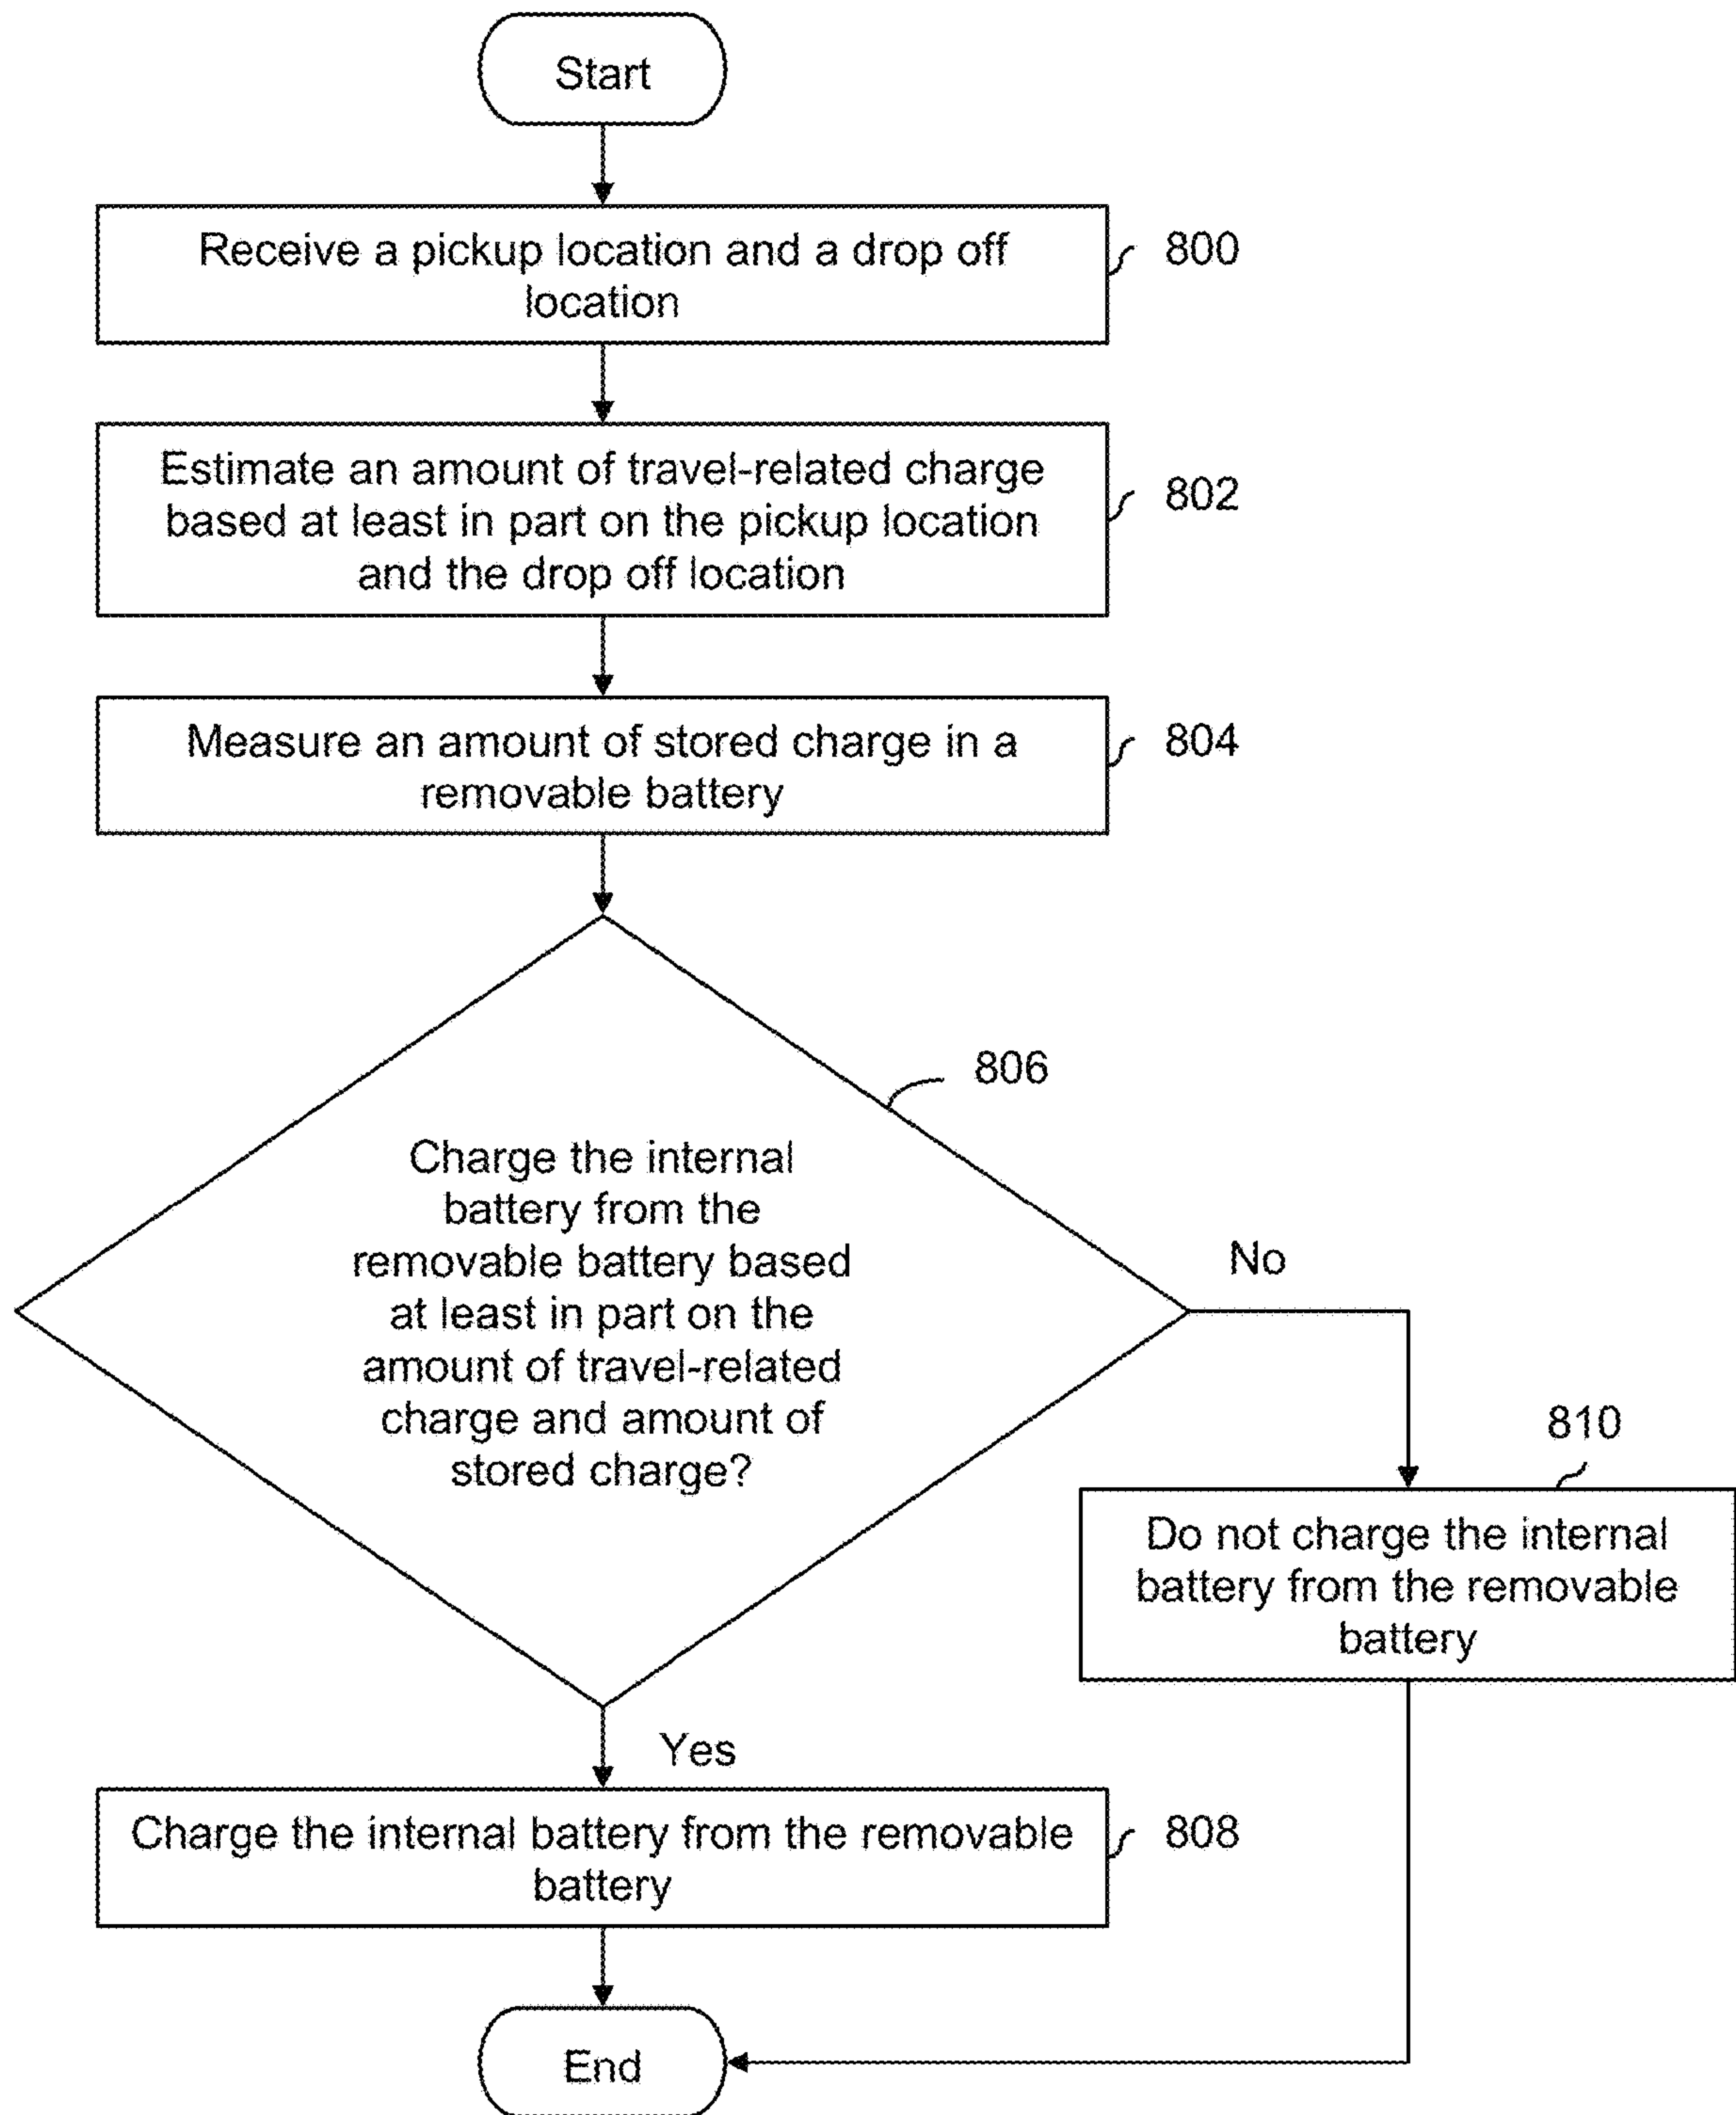 Start
Receive a pickup location and a drop off
location
800
Estimate an amount of travel-related charge
based at least in part on the pickup location
and the drop off location
802
Measure an amount of stored charge in a
removable battery
804
806
Charge the internal
battery from the
removable battery based
at least in part on the
amount of travel-related
charge and amount of
stored charge?
No
810
Do not charge the internal
battery from the removable
battery
Yes
Charge the internal battery from the removable
battery
808
End